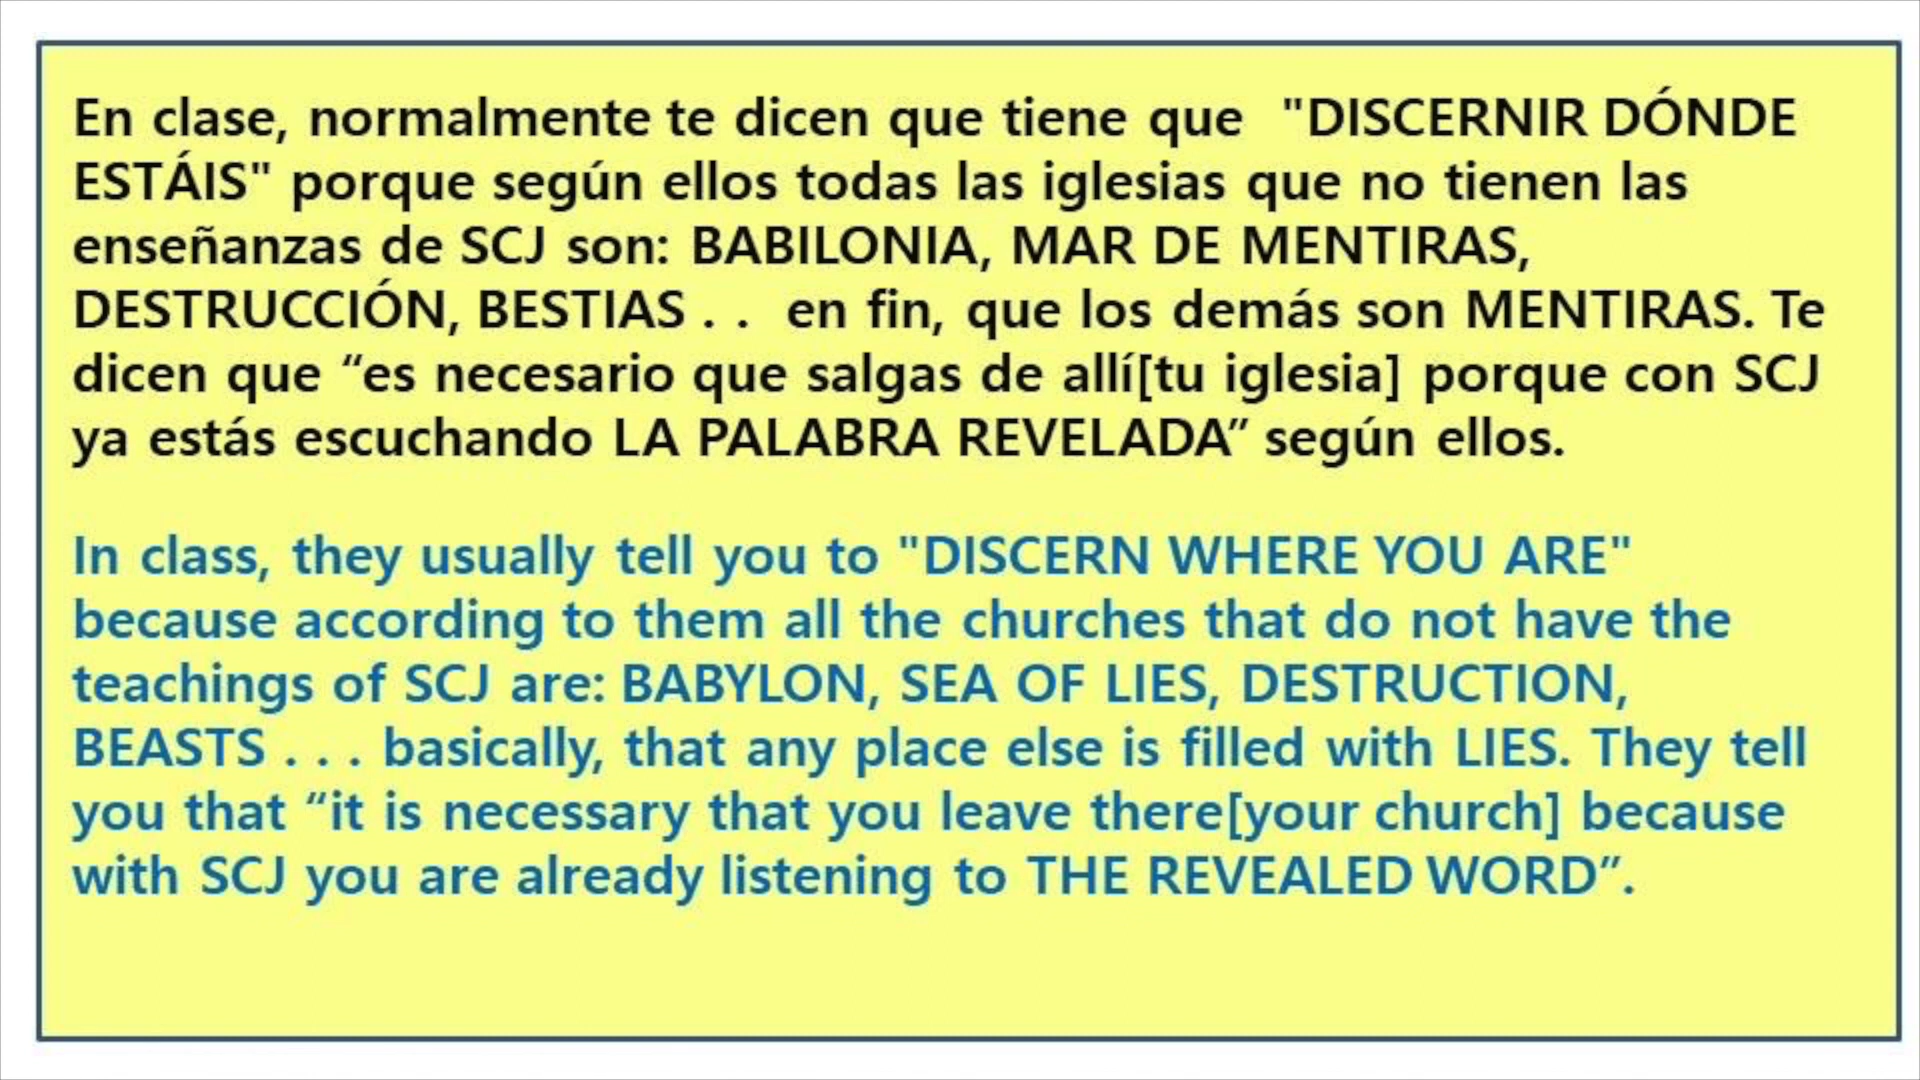 En clase, normalmente te dicen que tiene que "DISCERNIR DÓNDE
ESTÁIS" porque según ellos todas las iglesias que no tienen las
enseñanzas de SCJ son: BABILONIA, MAR DE MENTIRAS,
DESTRUCCIÓN, BESTIAS . . en fin, que los demás son MENTIRAS. Te
dicen que “es necesario que salgas de allí[tu iglesia] porque con SCJ
ya estás escuchando LA PALABRA REVELADA” según ellos.
In class, they usually tell you to "DISCERN WHERE YOU ARE"
because according to them all the churches that do not have the
teachings of SCJ are: BABYLON, SEA OF LIES, DESTRUCTION,
BEASTS . . . basically, that any place else is filled with LIES. They tell
you that “it is necessary that you leave there[your church] because
with SCJ you are already listening to THE REVEALED WORD”.